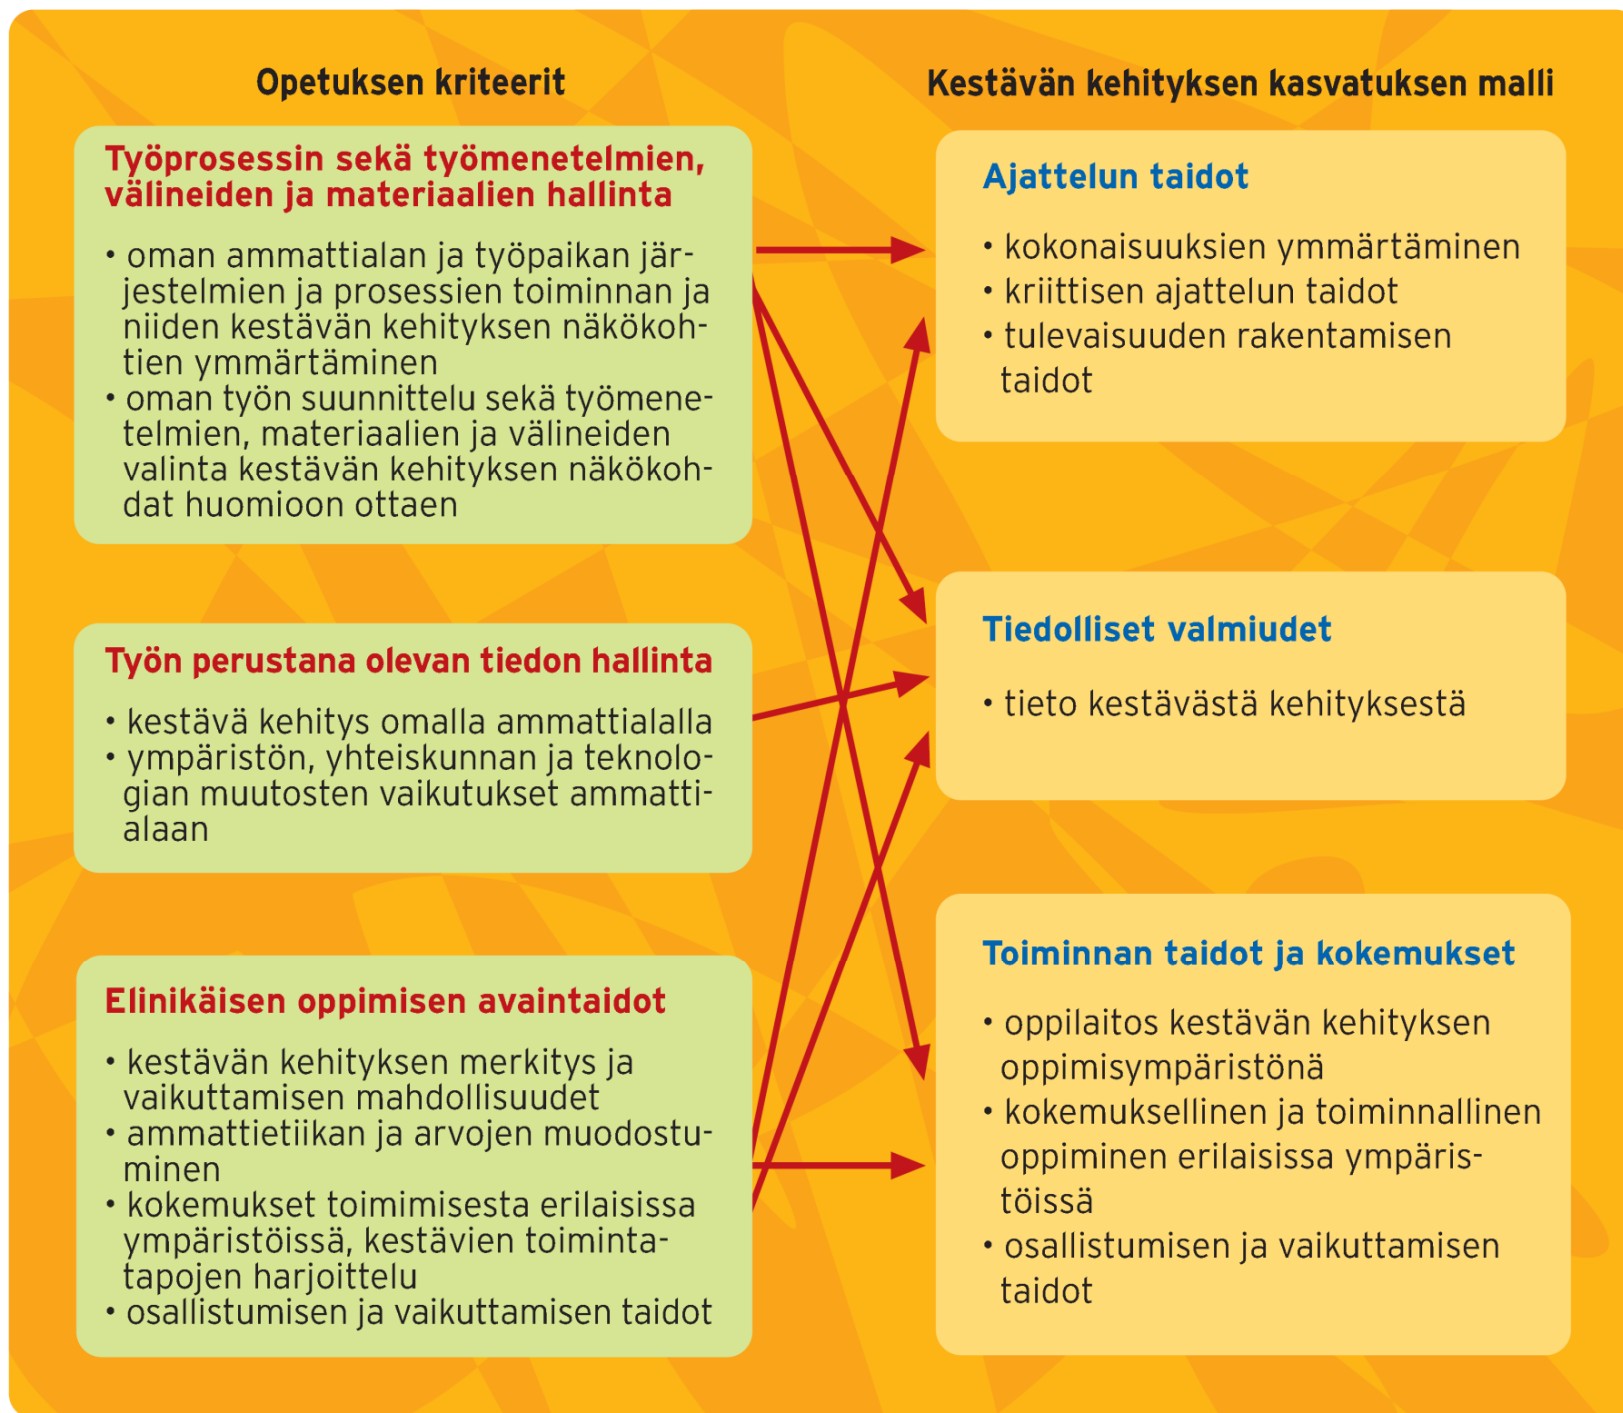 Opetuksen kriteerit
Työprosessin sekä työmenetelmien,
välineiden ja materiaalien hallinta
• oman ammattialan ja työpaikan jär-
jestelmien ja prosessien toiminnan ja
niiden kestävän kehityksen näkökoh-
tien ymmärtäminen
• oman työn suunnittelu sekä työmene-
telmien, materiaalien ja välineiden
valinta kestävän kehityksen näkökoh-
dat huomioon ottaen
Työn perustana olevan tiedon hallinta
• kestävä kehitys omalla ammattialalla
• ympäristön, yhteiskunnan ja teknolo-
gian muutosten vaikutukset ammatti-
alaan
Elinikäisen oppimisen avaintaidot
• kestävän kehityksen merkitys ja
vaikuttamisen mahdollisuudet
• ammattietiikan ja arvojen muodostu-
minen
• kokemukset toimimisesta erilaisissa
ympäristöissä, kestävien toiminta-
tapojen harjoittelu
• osallistumisen ja vaikuttamisen taidot
Kestävän kehityksen kasvatuksen malli
Ajattelun taidot
• kokonaisuuksien ymmärtäminen
• kriittisen ajattelun taidot
• tulevaisuuden rakentamisen
taidot
Tiedolliset valmiudet
• tieto kestävästä kehityksestä
Toiminnan taidot ja kokemukset
• oppilaitos kestävän kehityksen
oppimisympäristönä
• kokemuksellinen ja toiminnallinen
oppiminen erilaisissa ympäris-
töissä
• osallistumisen ja vaikuttamisen
taidot